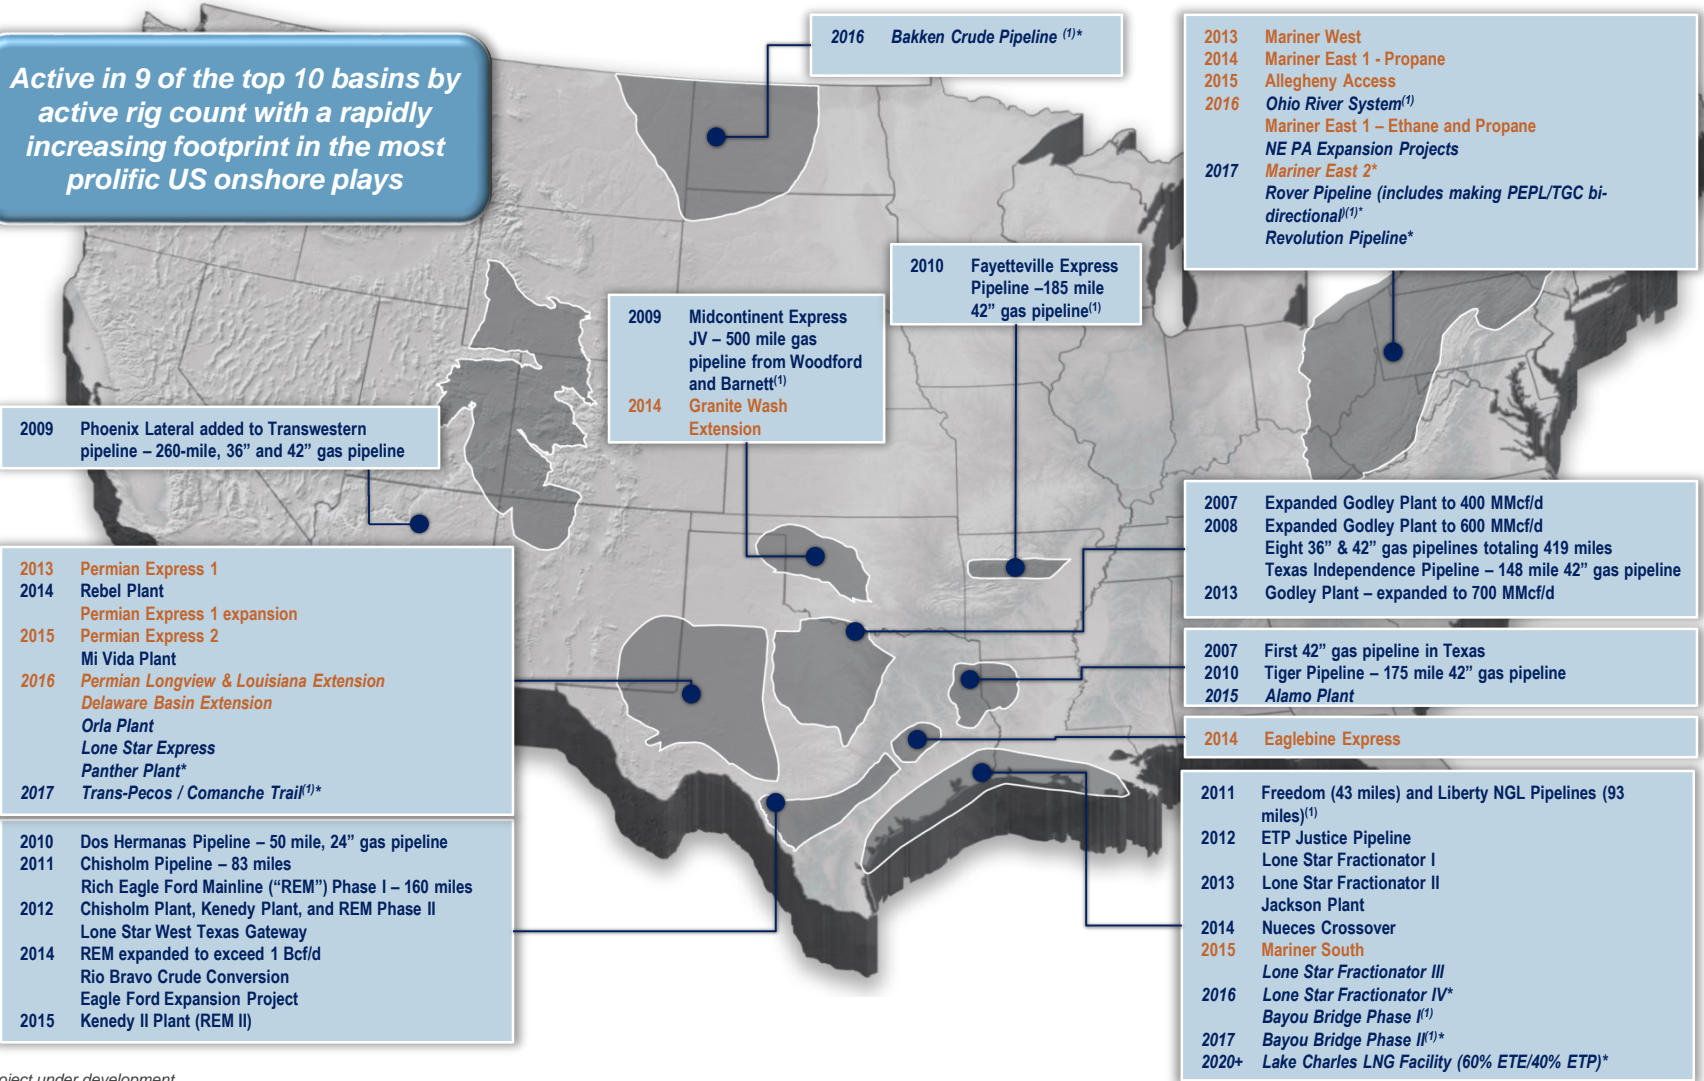 Active in 9 of the top 10 basins by
active rig count with a rapidly
increasing footprint in the most
prolific US onshore plays
2016 Bakken Crude Pipeline (1)*
2013 Mariner West
2014 Mariner East 1 - Propane
2015 Allegheny Access
2016 Ohio River System(1)
Mariner East 1 – Ethane and Propane
NE PA Expansion Projects
2017 Mariner East 2*
Rover Pipeline (includes making PEPL/TGC bi-
directional)(1)*
Revolution Pipeline*
2010 Fayetteville Express
Pipeline –185 mile
42” gas pipeline(1)
2009 Midcontinent Express
JV – 500 mile gas
pipeline from Woodford
and Barnett(1)
2014 Granite Wash
Extension
2009 Phoenix Lateral added to Transwestern
pipeline – 260-mile, 36” and 42” gas pipeline
2007 Expanded Godley Plant to 400 MMcf/d
2008 Expanded Godley Plant to 600 MMcf/d
Eight 36” & 42” gas pipelines totaling 419 miles
Texas Independence Pipeline – 148 mile 42” gas pipeline
2013 Godley Plant – expanded to 700 MMcf/d
2013 Permian Express 1
2014 Rebel Plant
Permian Express 1 expansion
2015 Permian Express 2
Mi Vida Plant
2016 Permian Longview & Louisiana Extension
Delaware Basin Extension
Orla Plant
Lone Star Express
Panther Plant*
2017 Trans-Pecos / Comanche Trail(1)*
2007 First 42” gas pipeline in Texas
2010 Tiger Pipeline – 175 mile 42” gas pipeline
2015 Alamo Plant
2014 Eaglebine Express
2010 Dos Hermanas Pipeline – 50 mile, 24” gas pipeline
2011 Chisholm Pipeline – 83 miles
Rich Eagle Ford Mainline (“REM”) Phase I – 160 miles
2012 Chisholm Plant, Kenedy Plant, and REM Phase II
Lone Star West Texas Gateway
2014 REM expanded to exceed 1 Bcf/d
Rio Bravo Crude Conversion
Eagle Ford Expansion Project
2015 Kenedy II Plant (REM II)
2011 Freedom (43 miles) and Liberty NGL Pipelines (93
miles)(1)
2012 ETP Justice Pipeline
Lone Star Fractionator I
2013 Lone Star Fractionator II
Jackson Plant
2014 Nueces Crossover
2015 Mariner South
Lone Star Fractionator III
2016 Lone Star Fractionator IV*
Bayou Bridge Phase I(1)
2017 Bayou Bridge Phase II(1)*
2020+ Lake Charles LNG Facility (60% ETE/40% ETP)*